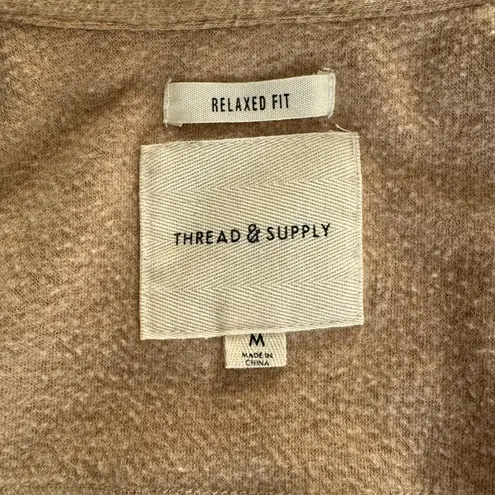 RELAXED FIT
THREAD & SUPPLY
M
MADE IN
CHINA